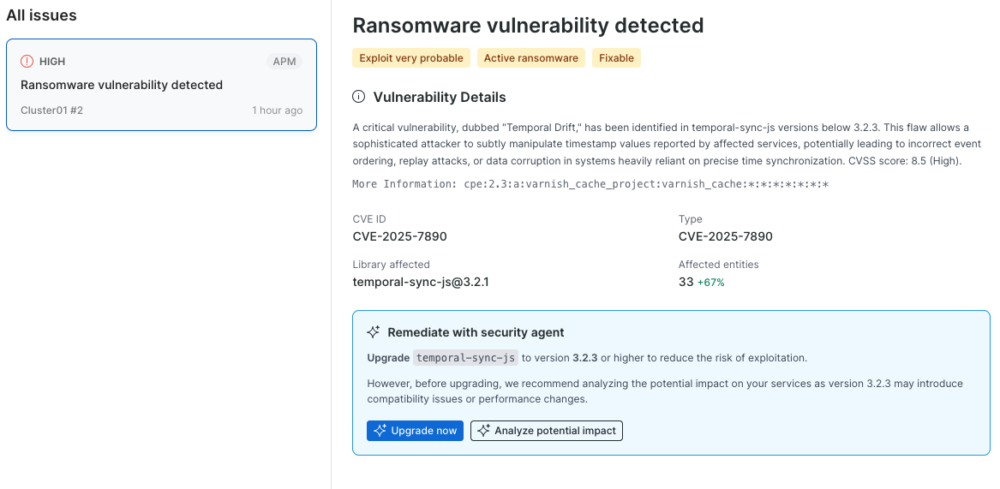 All issues
HIGH
APM
Ransomware vulnerability detected
Cluster01 #2
1 hour ago
Ransomware vulnerability detected
Exploit very probable
Active ransomware
Fixable
Vulnerability Details
A critical vulnerability, dubbed "Temporal Drift," has been identified in temporal-sync-js versions below 3.2.3. This flaw allows a
sophisticated attacker to subtly manipulate timestamp values reported by affected services, potentially leading to incorrect event
ordering, replay attacks, or data corruption in systems heavily reliant on precise time synchronization. CVSS score: 8.5 (High).
More Information: cpe:2.3:a:varnish_cache_project:varnish_cache:*:*:*:*:*:*:*
CVE ID
CVE-2025-7890
Type
CVE-2025-7890
Library affected
temporal-sync-js@3.2.1
Affected entities
33 +67%
Remediate with security agent
Upgrade temporal-sync-js to version 3.2.3 or higher to reduce the risk of exploitation.
However, before upgrading, we recommend analyzing the potential impact on your services as version 3.2.3 may introduce
compatibility issues or performance changes.
Upgrade now
Analyze potential impact